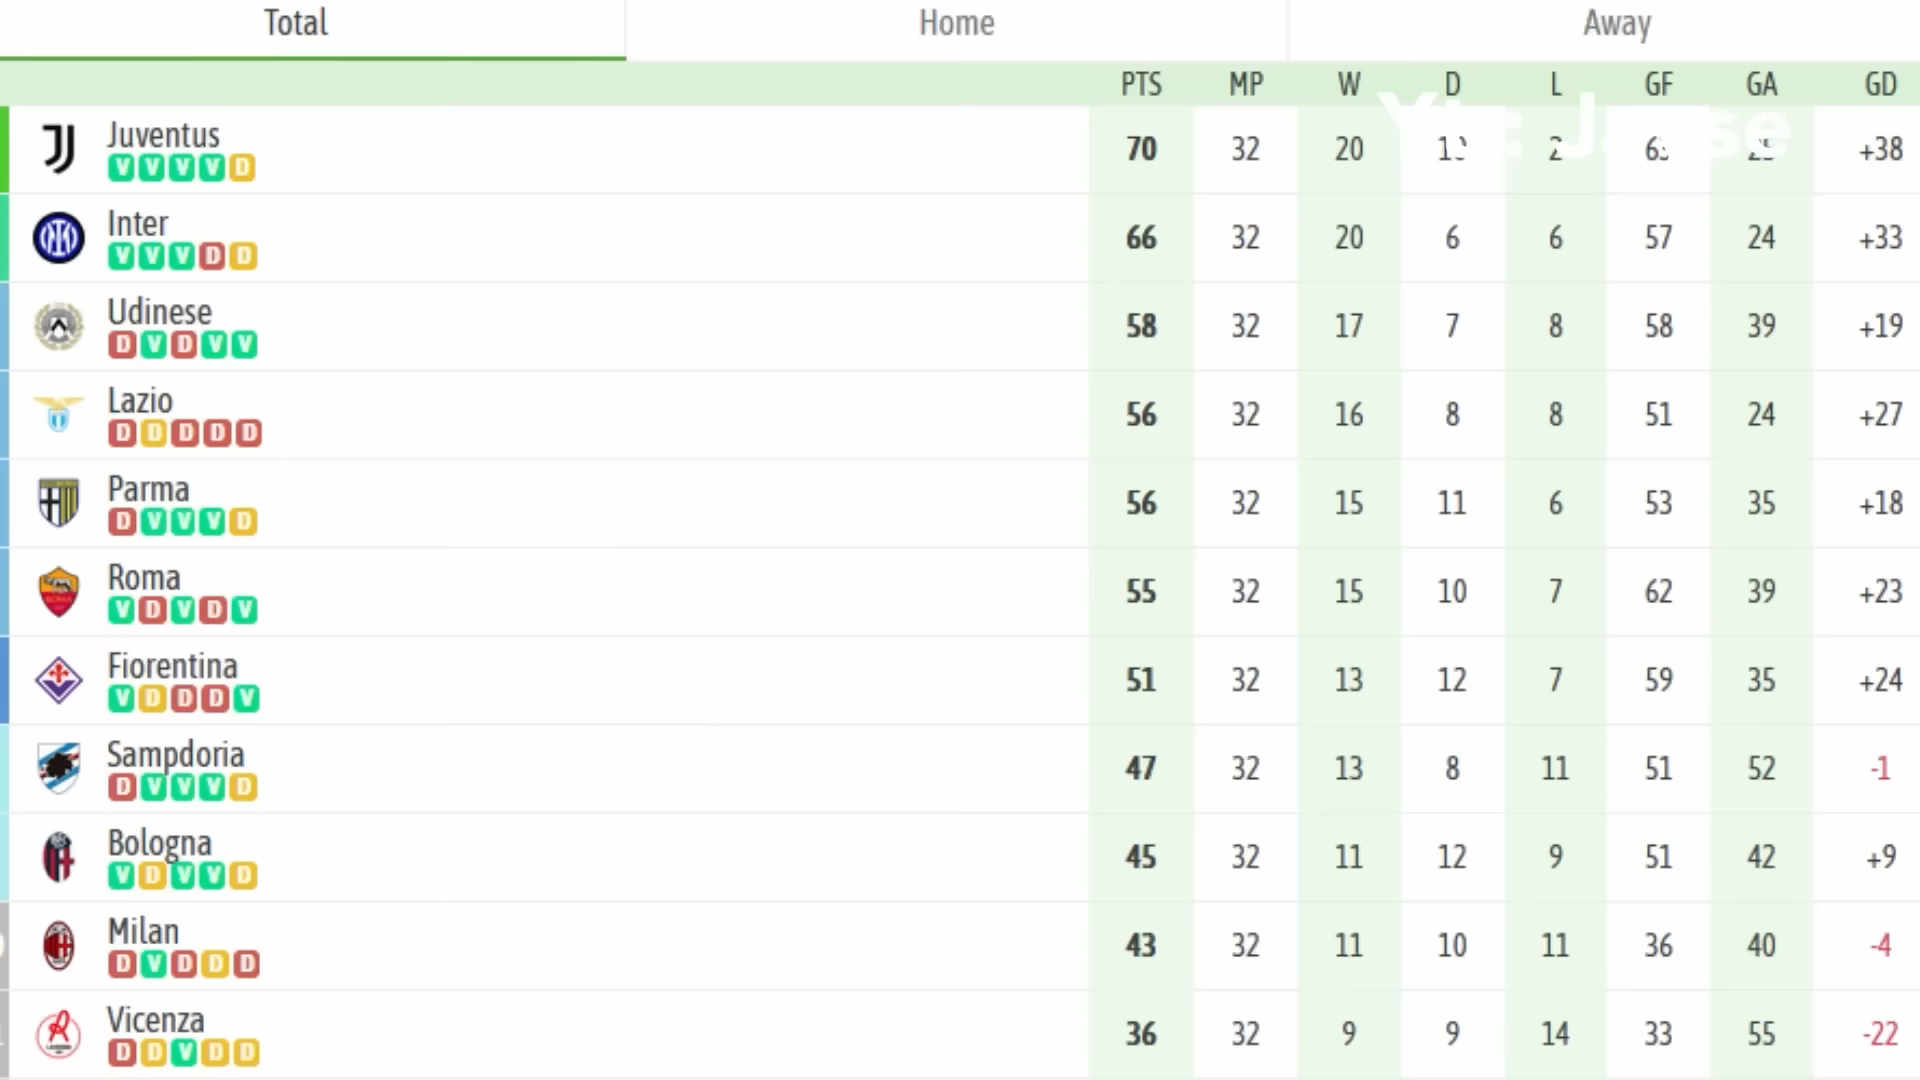 Total Home Away
PTS MP W D L GF GA GD
Juventus
70 32 20 2 +38
V V V V D
Inter
66 32 20 6 6 57 24 +33
V V V D D
Udinese
58 32 17 7 8 58 39 +19
D V D V V
Lazio
56 32 16 8 8 51 24 +27
D D D D D
Parma
56 32 15 11 6 53 35 +18
D V V V D
Roma
55 32 15 10 7 62 39 +23
V D V D V
Fiorentina
51 32 13 12 7 59 35 +24
V D D D V
Sampdoria
47 32 13 8 11 51 52 -1
D V V V D
Bologna
45 32 11 12 9 51 42 +9
V D V V D
Milan
43 32 11 10 11 36 40 -4
D V D D D
Vicenza
36 32 9 9 14 33 55 -22
D D V D D